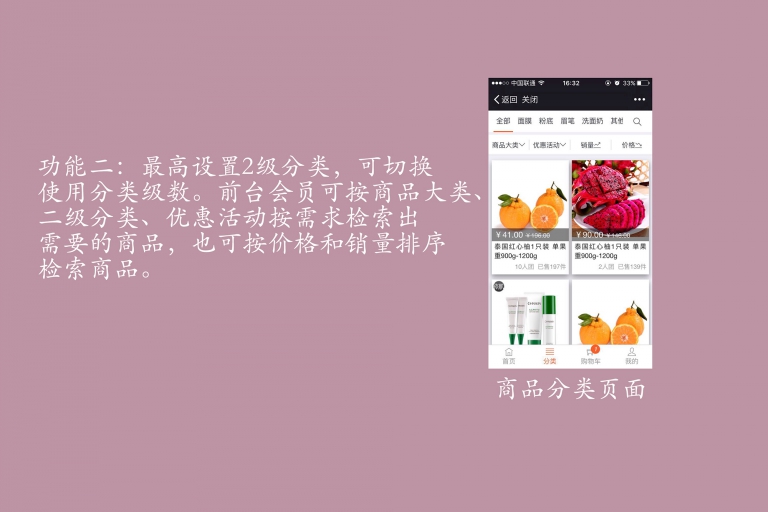 功能二：最高设置2级分类，可切换
使用分类级数。前台会员可按商品大类、
二级分类、优惠活动按需求检索出
需要的商品，也可按价格和销量排序
检索商品。
中国联通 16:32 33%
返回 关闭
全部 面膜 粉底 眉笔 洗面奶 其他
商品大类 优惠活动 销量 价格
￥41.00 ￥198.00
泰国红心柚1只装 单果
重900g-1200g
10人团 已售197件
￥90.00 ￥148.00
泰国红心柚1只装 单果
重900g-1200g
2人团 已售139件
首页 分类 购物车 我的
商品分类页面